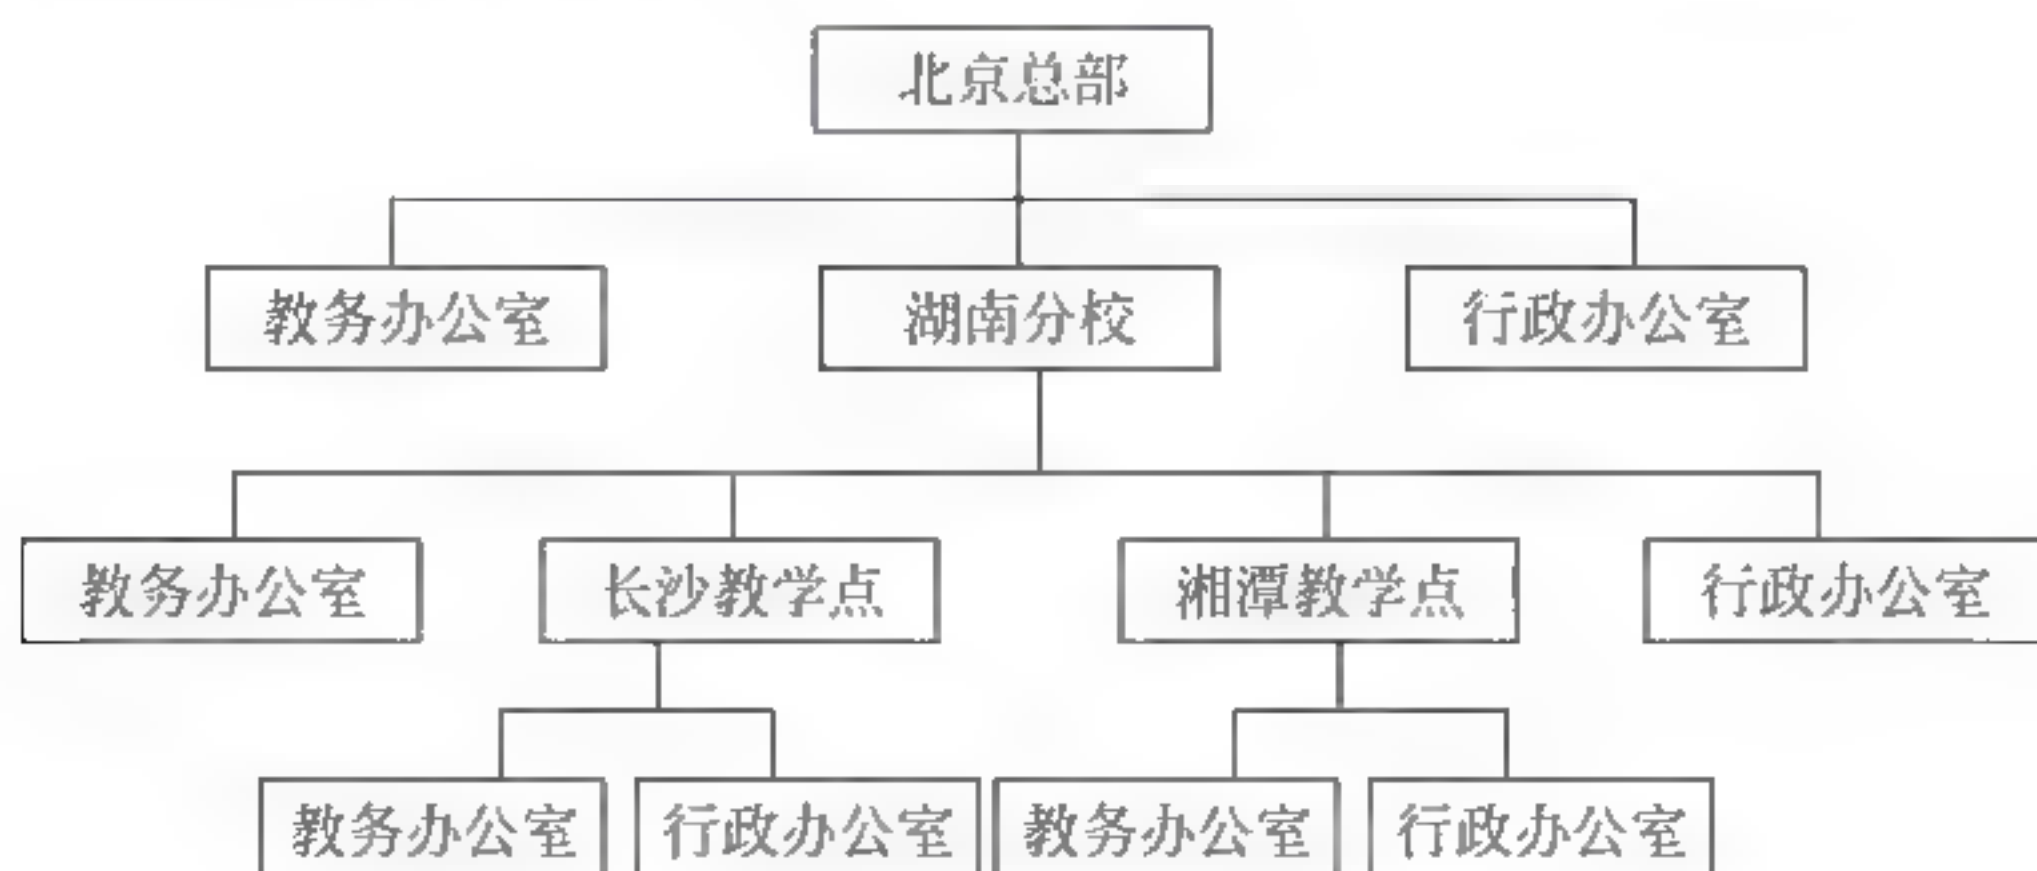 北京总部
教务办公室
湖南分校
行政办公室
教务办公室
长沙教学点
湘潭教学点
行政办公室
教务办公室
行政办公室
教务办公室
行政办公室